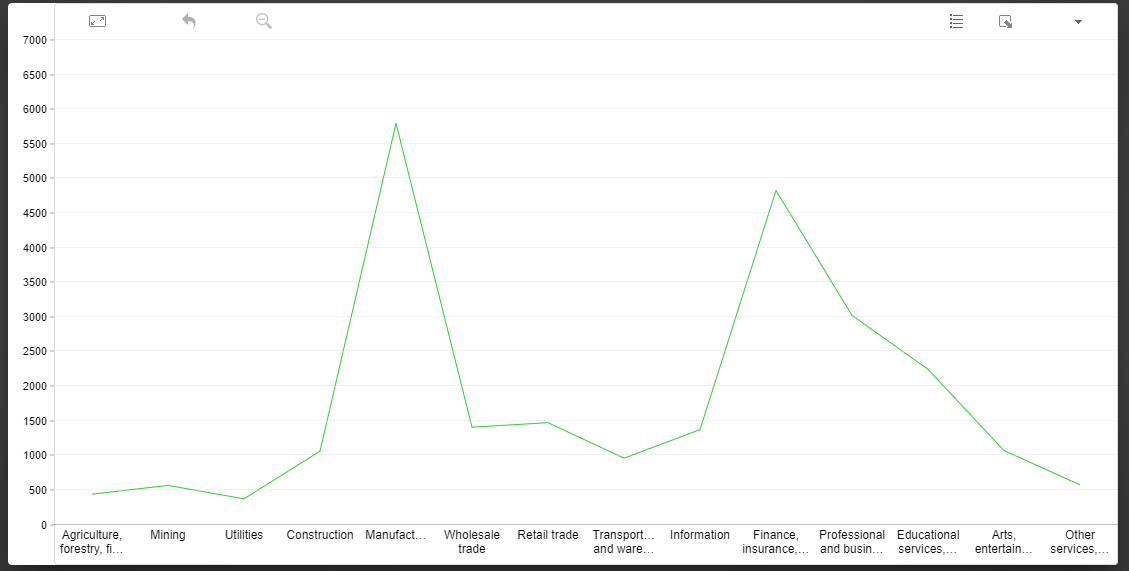 7000
6500
6000
5500
5000
4500
4000
3500
3000
2500
2000
1500
1000
500
0
Agriculture,
forestry, fi...
Mining
Utilities
Construction
Manufact...
Wholesale
trade
Retail trade
Transport...
and ware...
Information
Finance,
insurance,...
Professional
and busin...
Educational
services,...
Arts,
entertain...
Other
services,...